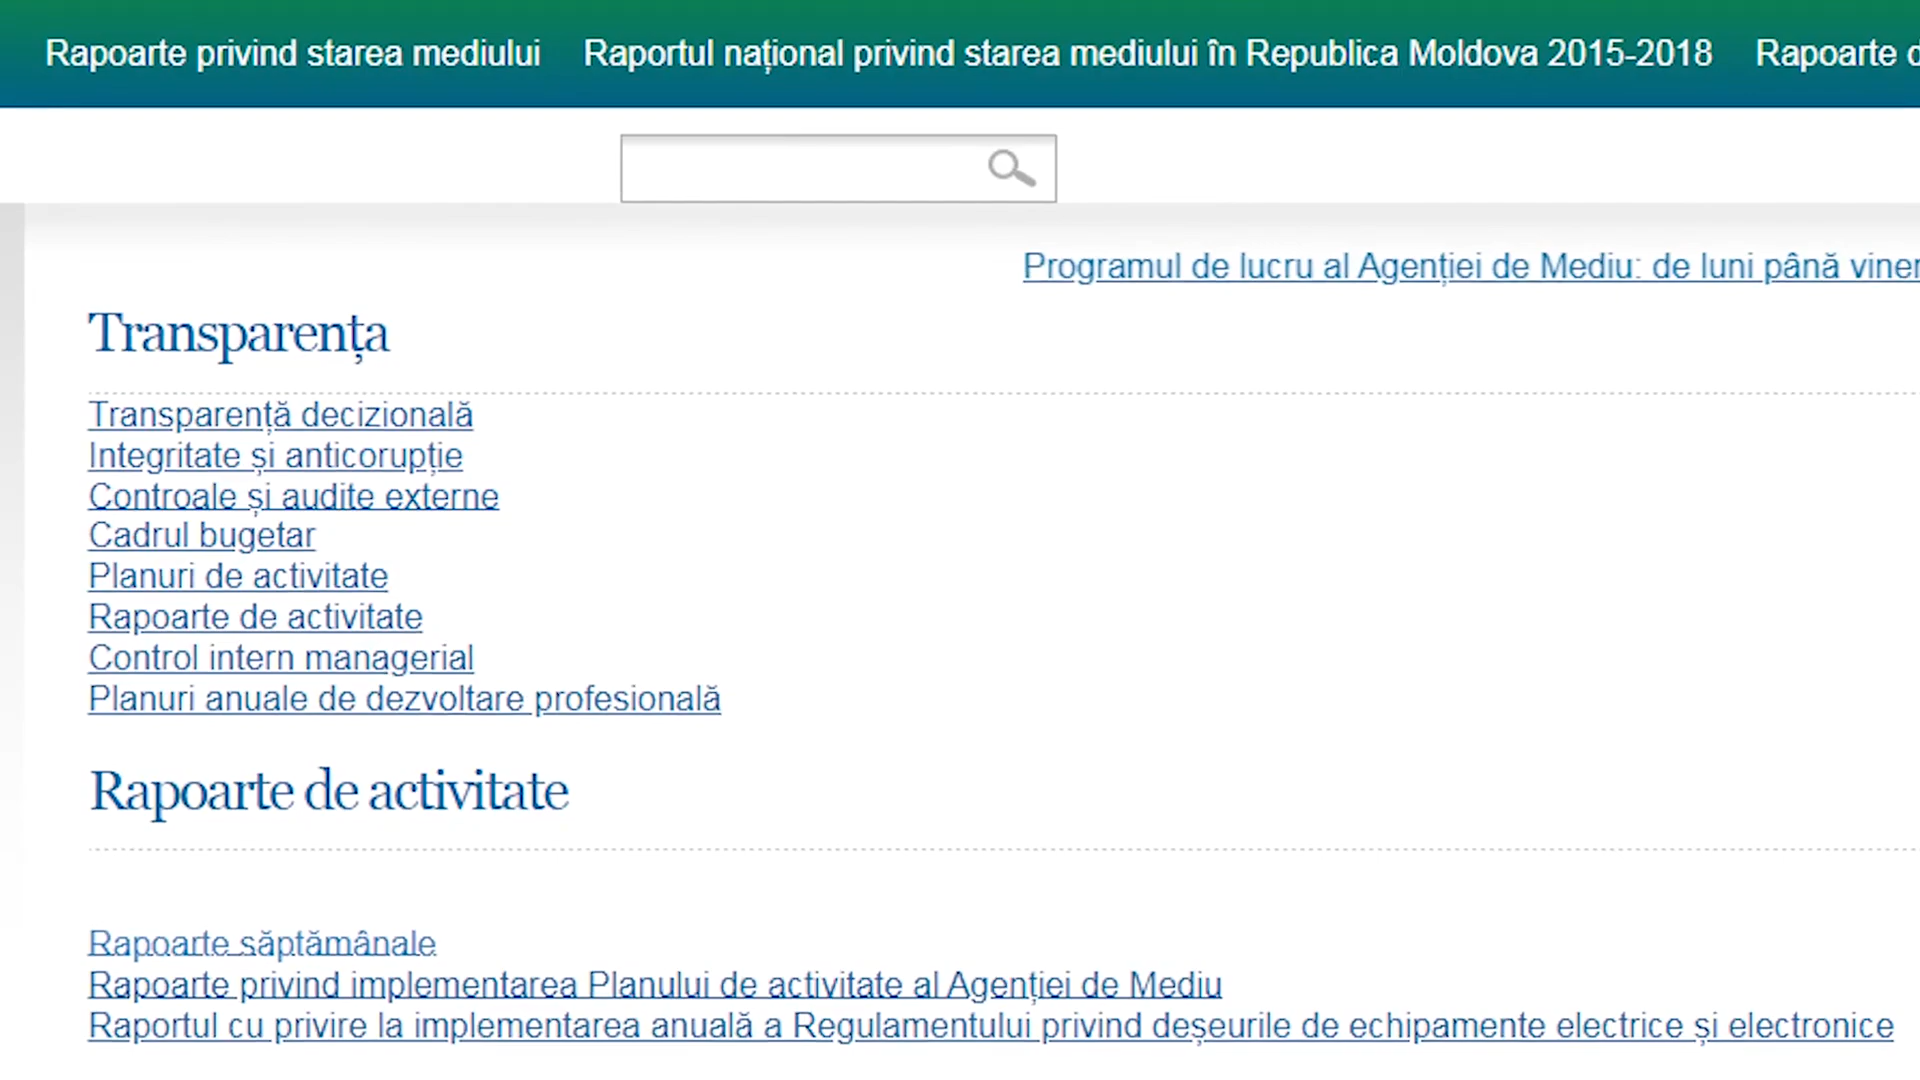 Rapoarte privind starea mediului Raportul național privind starea mediului în Republica Moldova 2015-2018 Rapoarte
Programul de lucru al Agenției de Mediu: de luni până
Transparența
Transparență decizională
Integritate și anticorupție
Controale și audite externe
Cadrul bugetar
Planuri de activitate
Rapoarte de activitate
Control intern managerial
Planuri anuale de dezvoltare profesională
Rapoarte de activitate
Rapoarte săptămânale
Rapoarte privind implementarea Planului de activitate al Agenției de Mediu
Raportul cu privire la implementarea anuală a Regulamentului privind deșeurile de echipamente electrice și electronice